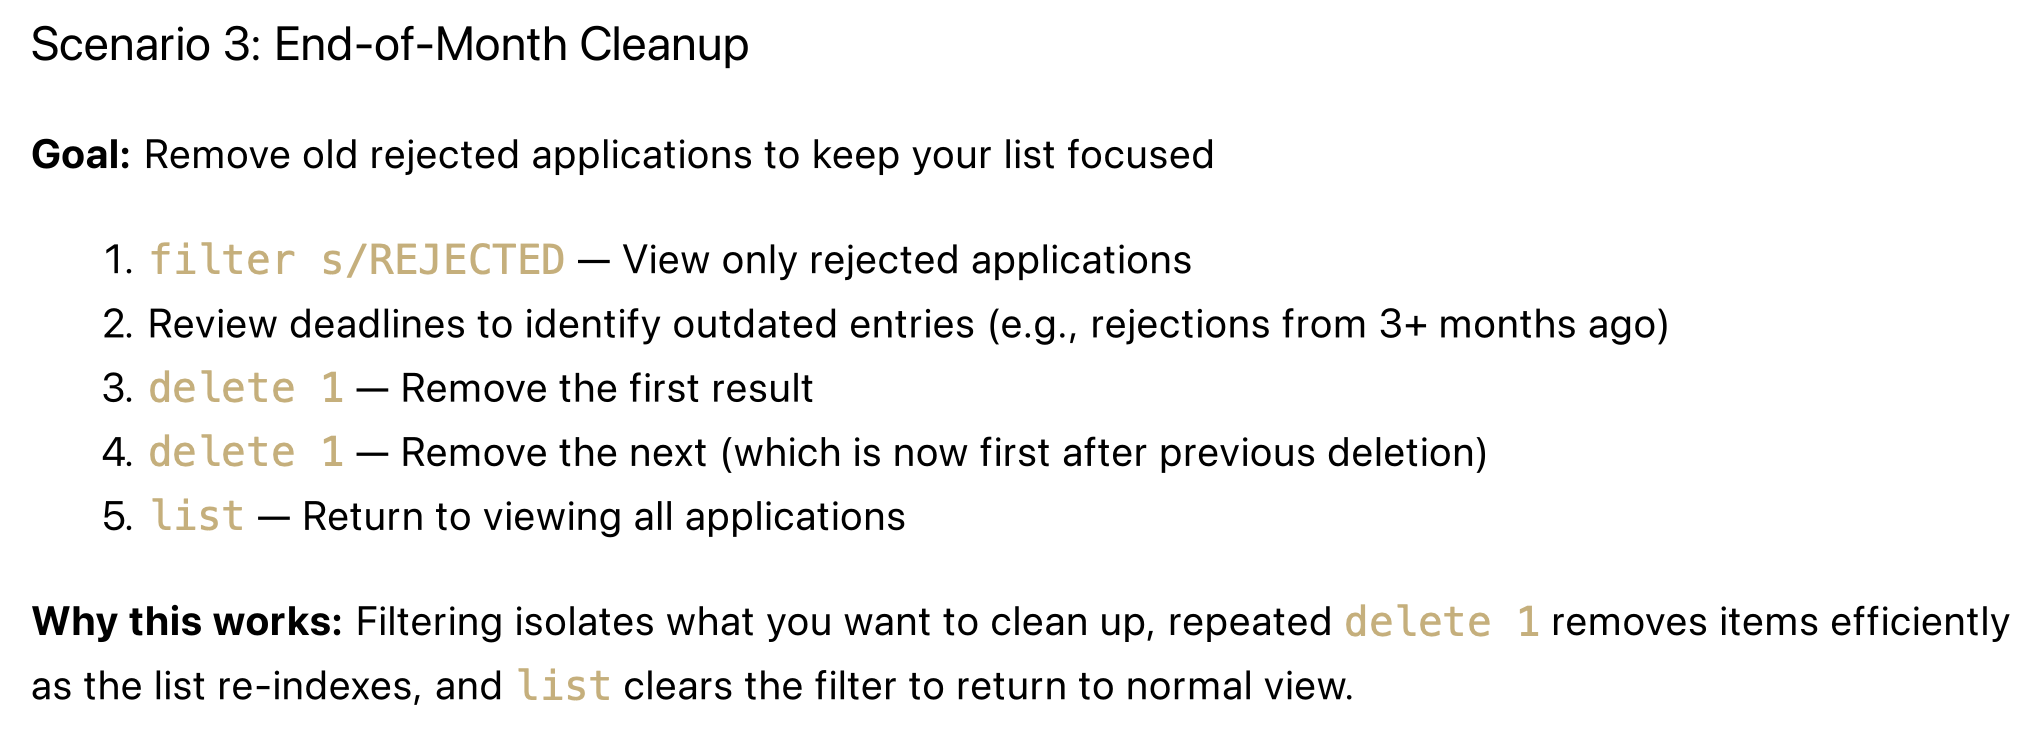 Scenario 3: End-of-Month Cleanup
Goal: Remove old rejected applications to keep your list focused
1. filter s/REJECTED — View only rejected applications
2. Review deadlines to identify outdated entries (e.g., rejections from 3+ months ago)
3. delete 1 — Remove the first result
4. delete 1 — Remove the next (which is now first after previous deletion)
5. list — Return to viewing all applications
Why this works: Filtering isolates what you want to clean up, repeated delete 1 removes items efficiently
as the list re-indexes, and list clears the filter to return to normal view.